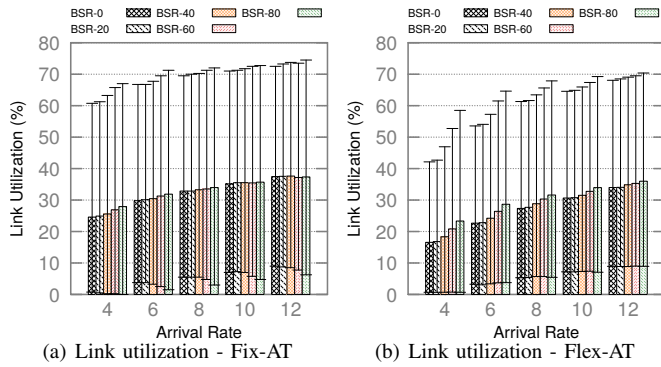 BSR-0 BSR-40 BSR-80
BSR-20 BSR-60
80
70
60
50
40
30
20
10
0
Link Utilization (%)
4 6 8 10 12
Arrival Rate
(a) Link utilization - Fix-AT
BSR-0 BSR-40 BSR-80
BSR-20 BSR-60
80
70
60
50
40
30
20
10
0
Link Utilization (%)
4 6 8 10 12
Arrival Rate
(b) Link utilization - Flex-AT